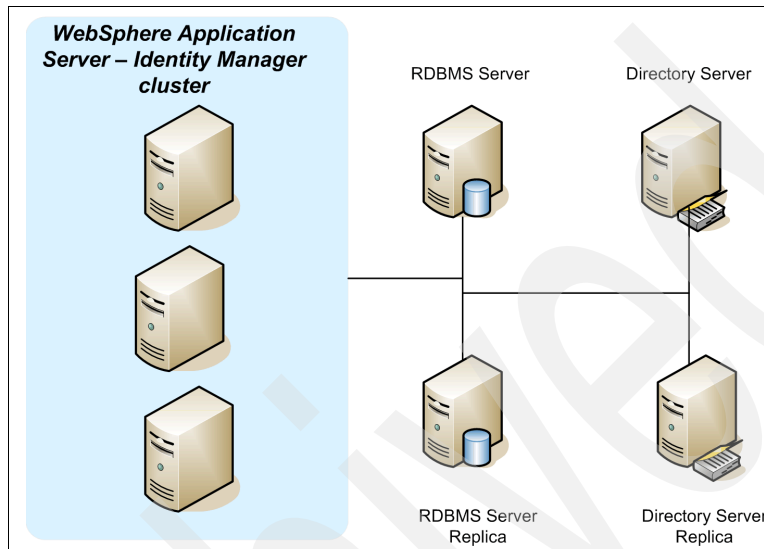 WebSphere Application
Server – Identity Manager
cluster
RDBMS Server
Directory Server
RDBMS Server
Replica
Directory Server
Replica